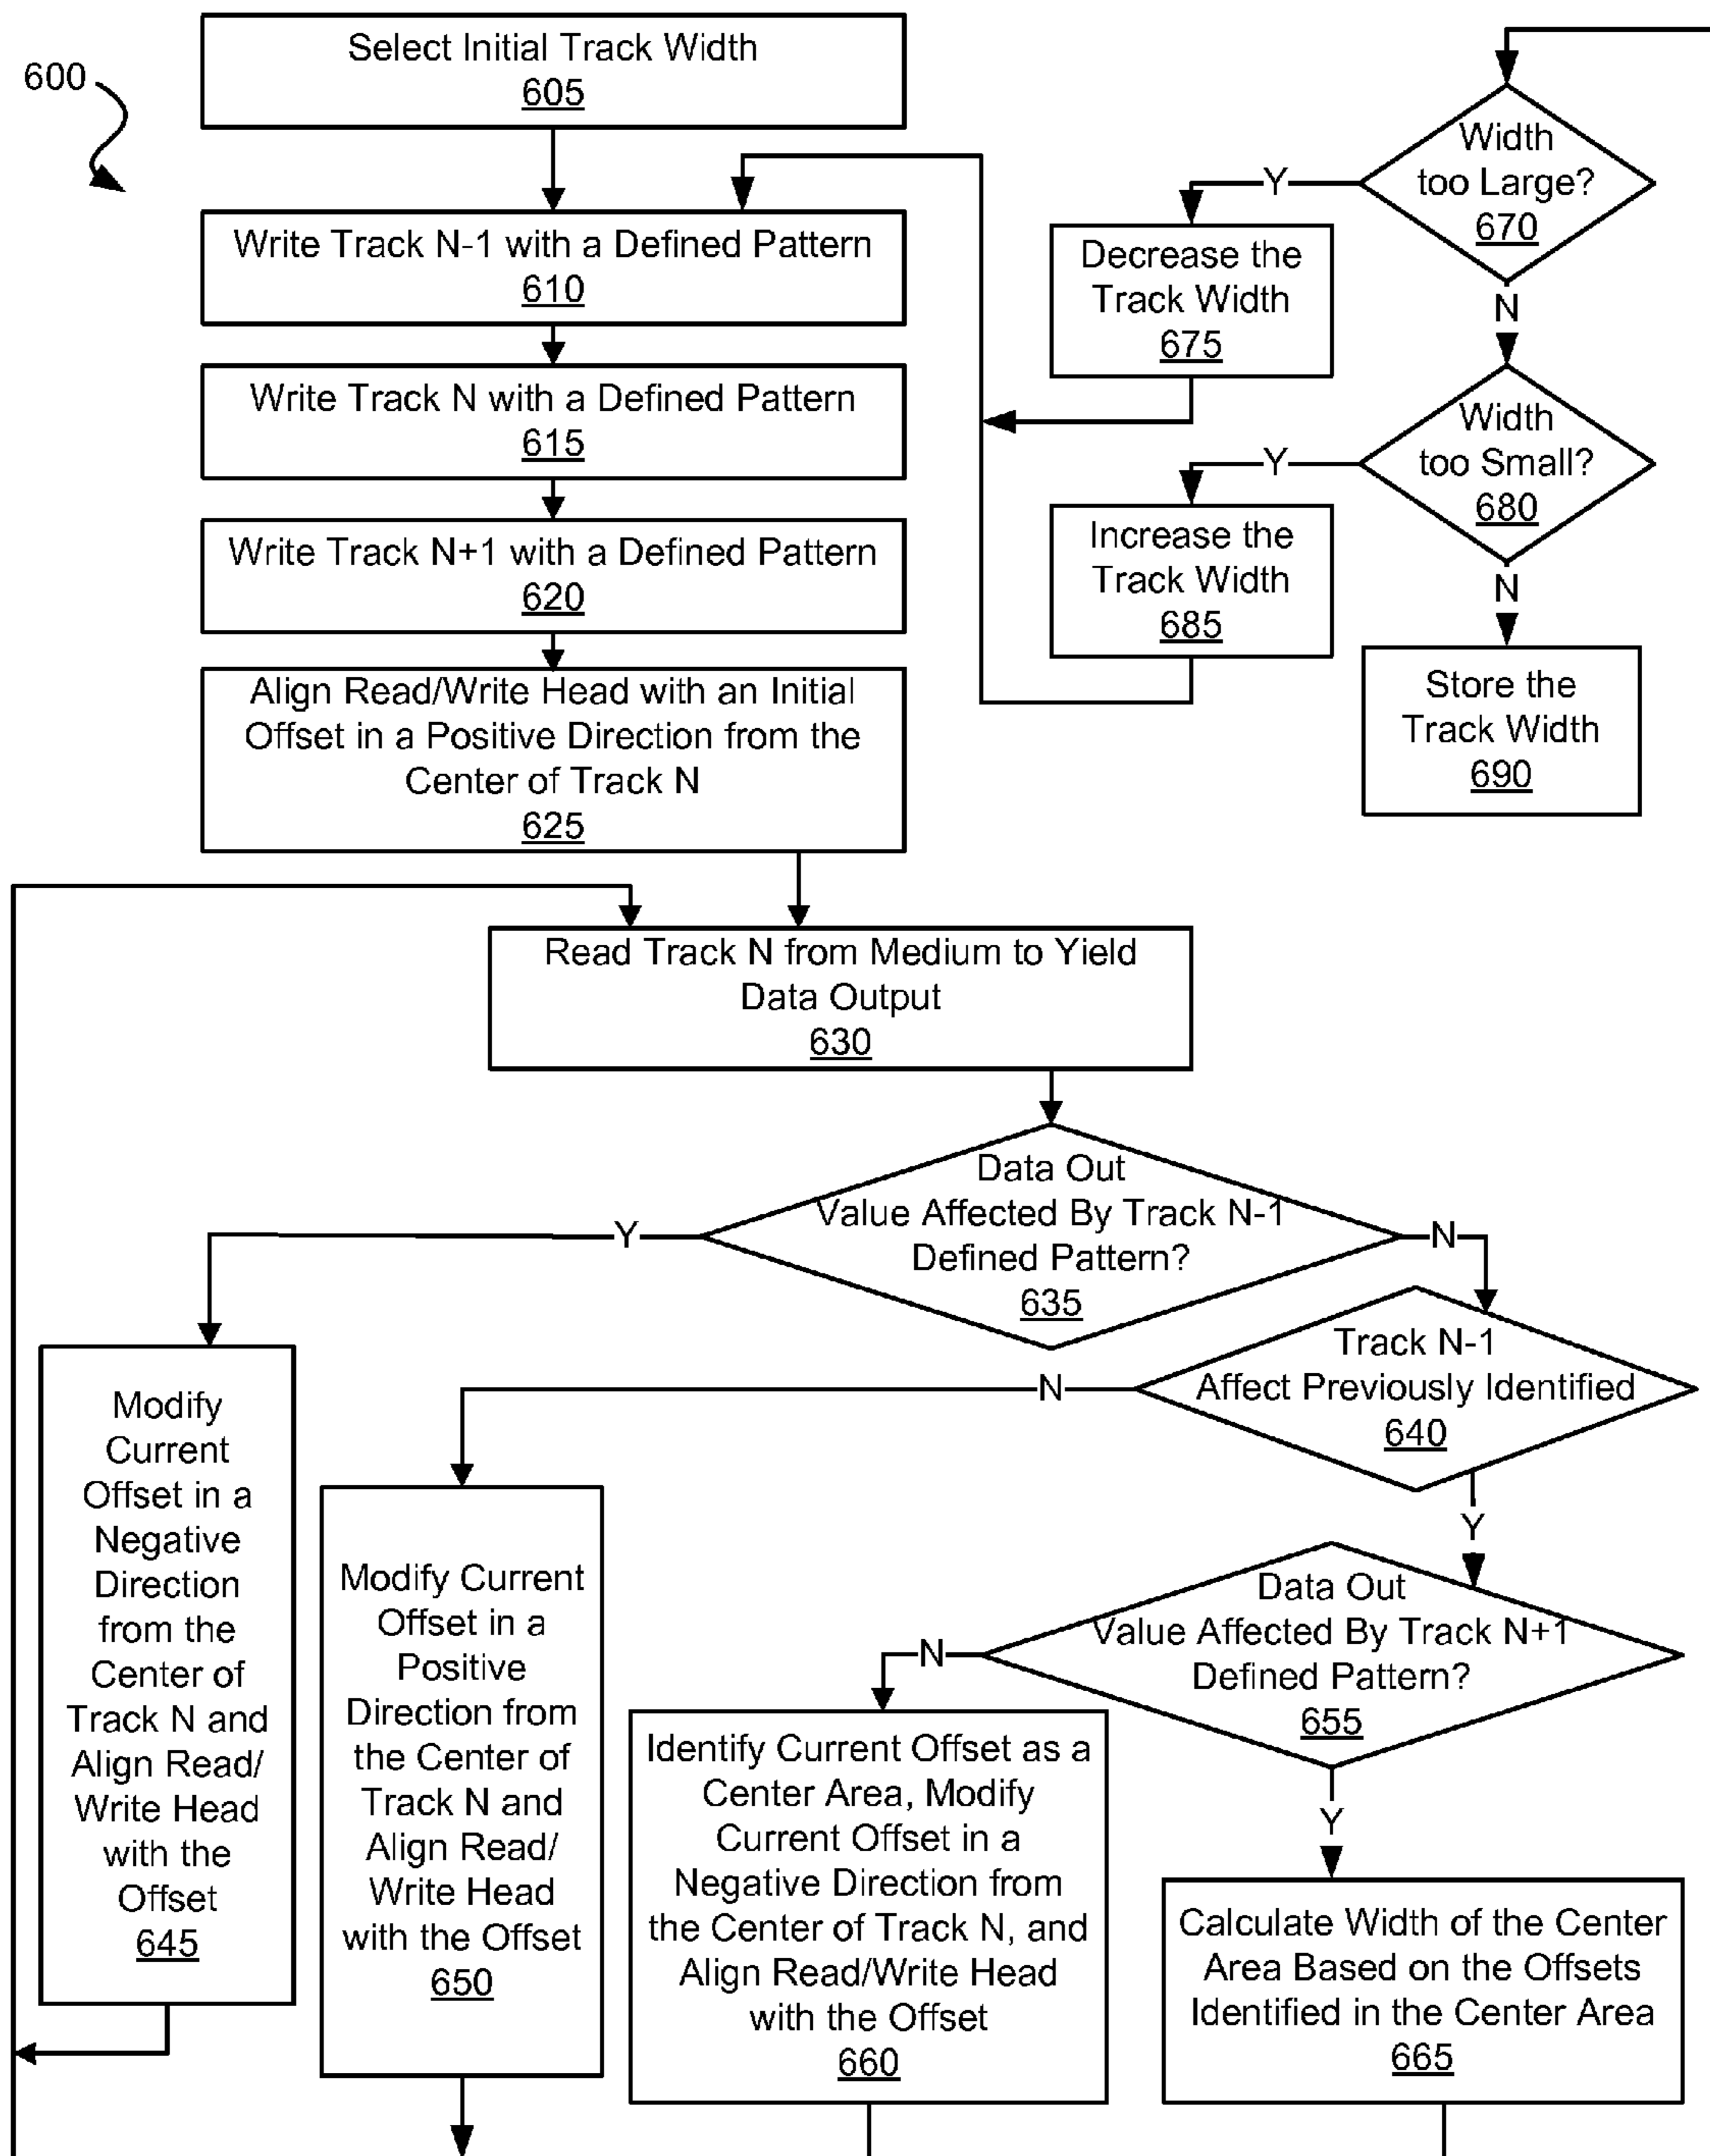 600
Select Initial Track Width
605
Write Track N-1 with a Defined Pattern
610
Write Track N with a Defined Pattern
615
Write Track N+1 with a Defined Pattern
620
Align Read/Write Head with an Initial
Offset in a Positive Direction from the
Center of Track N
625
Width
too Large?
670
Y
N
Decrease the
Track Width
675
Width
too Small?
680
Y
N
Increase the
Track Width
685
Store the
Track Width
690
Read Track N from Medium to Yield
Data Output
630
Data Out
Value Affected By Track N-1
Defined Pattern?
635
Y
N
Track N-1
Affect Previously Identified
640
N
Y
Modify
Current
Offset in a
Negative
Direction
from the
Center of
Track N and
Align Read/
Write Head
with the
Offset
645
Modify Current
Offset in a
Positive
Direction from
the Center of
Track N and
Align Read/
Write Head
with the Offset
650
Data Out
Value Affected By Track N+1
Defined Pattern?
655
N
Y
Identify Current Offset as a
Center Area, Modify
Current Offset in a
Negative Direction from
the Center of Track N, and
Align Read/Write Head
with the Offset
660
Calculate Width of the Center
Area Based on the Offsets
Identified in the Center Area
665